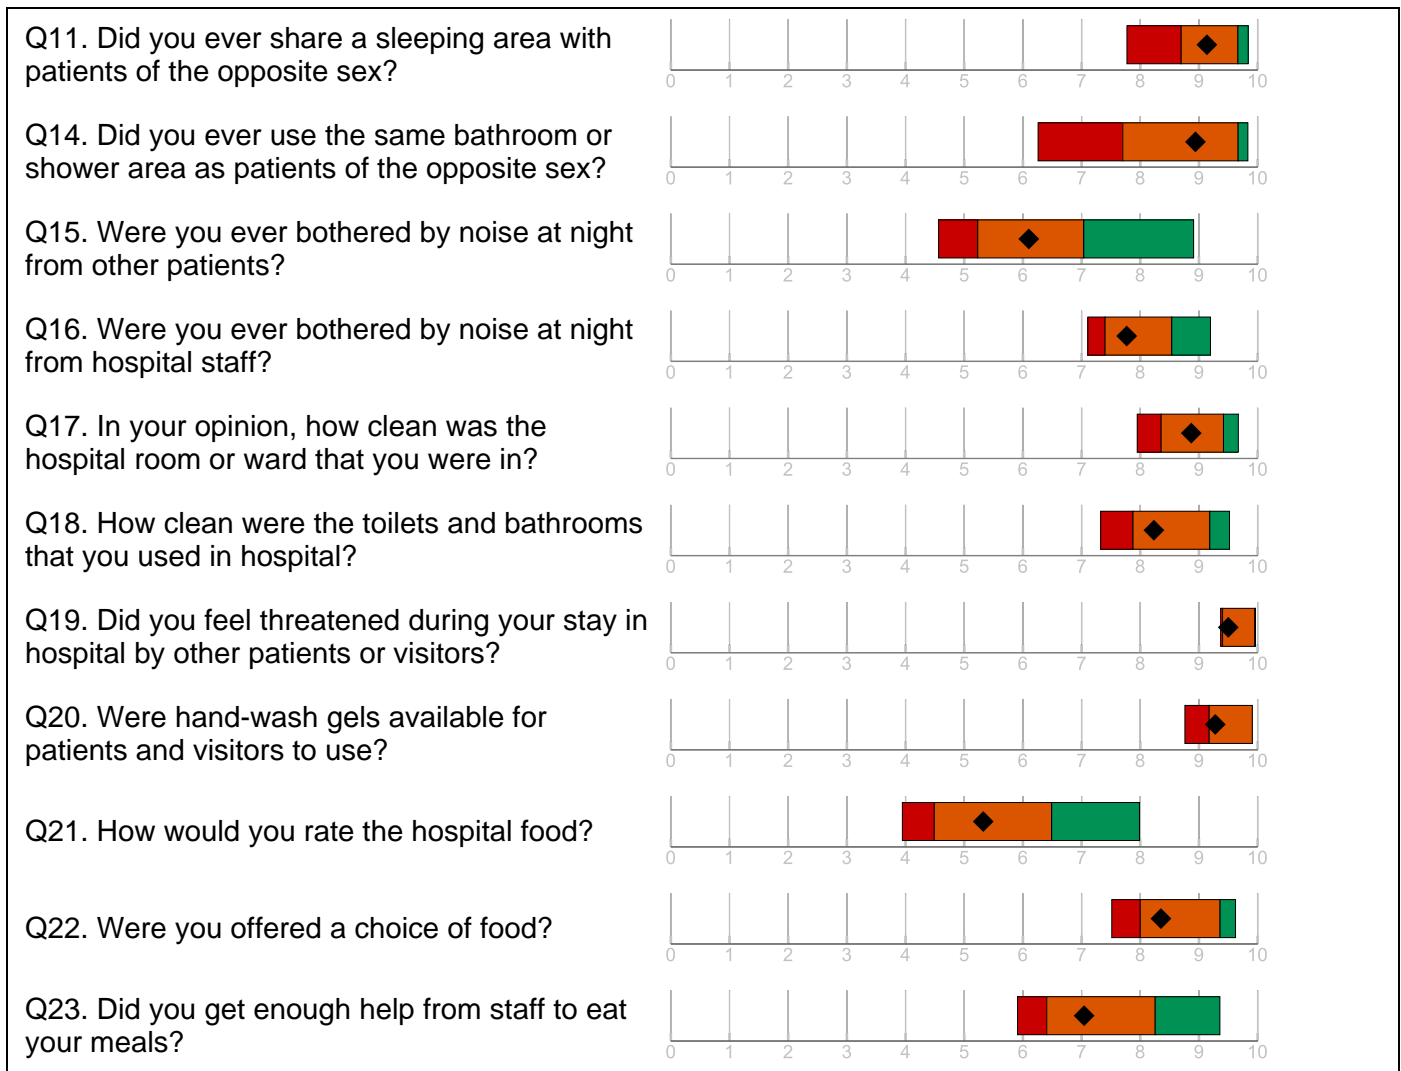 Q11. Did you ever share a sleeping area with
patients of the opposite sex?
0 1 2 3 4 5 6 7 8 9 10
Q14. Did you ever use the same bathroom or
shower area as patients of the opposite sex?
0 1 2 3 4 5 6 7 8 9 10
Q15. Were you ever bothered by noise at night
from other patients?
0 1 2 3 4 5 6 7 8 9 10
Q16. Were you ever bothered by noise at night
from hospital staff?
0 1 2 3 4 5 6 7 8 9 10
Q17. In your opinion, how clean was the
hospital room or ward that you were in?
0 1 2 3 4 5 6 7 8 9 10
Q18. How clean were the toilets and bathrooms
that you used in hospital?
0 1 2 3 4 5 6 7 8 9 10
Q19. Did you feel threatened during your stay in
hospital by other patients or visitors?
0 1 2 3 4 5 6 7 8 9 10
Q20. Were hand-wash gels available for
patients and visitors to use?
0 1 2 3 4 5 6 7 8 9 10
Q21. How would you rate the hospital food?
0 1 2 3 4 5 6 7 8 9 10
Q22. Were you offered a choice of food?
0 1 2 3 4 5 6 7 8 9 10
Q23. Did you get enough help from staff to eat
your meals?
0 1 2 3 4 5 6 7 8 9 10